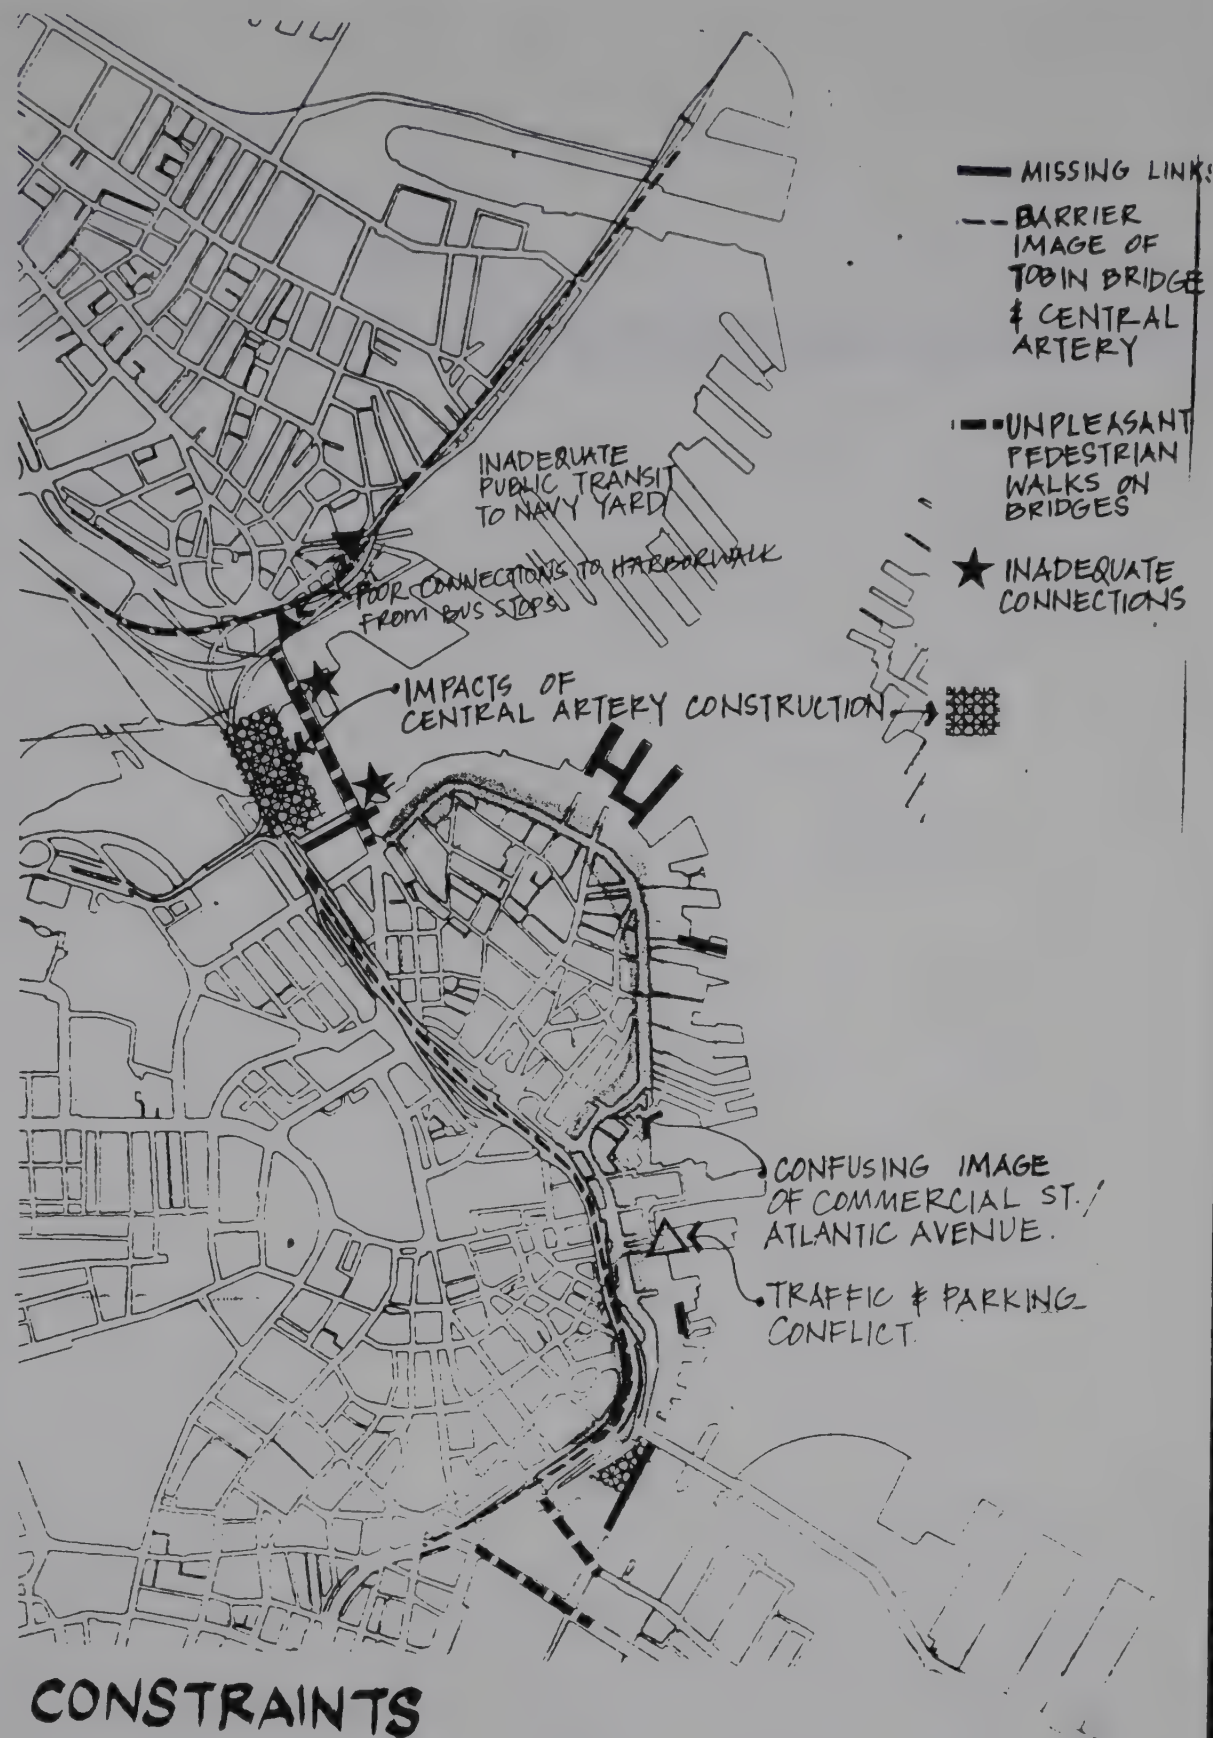 MISSING LINKS
BARRIER
IMAGE OF
TOBIN BRIDGE
& CENTRAL
ARTERY
UNPLEASANT
PEDESTRIAN
WALKS ON
BRIDGES
INADEQUATE
CONNECTIONS
INADEQUATE
PUBLIC TRANSIT
TO NAVY YARD
POOR CONNECTIONS TO HARBORWALK
FROM BUS STOPS
IMPACTS OF
CENTRAL ARTERY CONSTRUCTION
CONFUSING IMAGE
OF COMMERCIAL ST./
ATLANTIC AVENUE.
TRAFFIC & PARKING
CONFLICT.
CONSTRAINTS